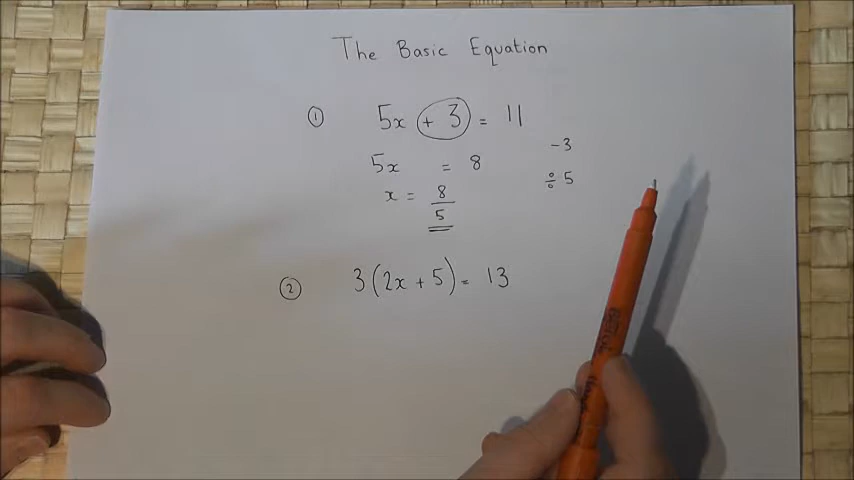 The Basic Equation
① 5x + 3 = 11
- 3
5x = 8
÷ 5
x = 8/5
② 3(2x + 5) = 13